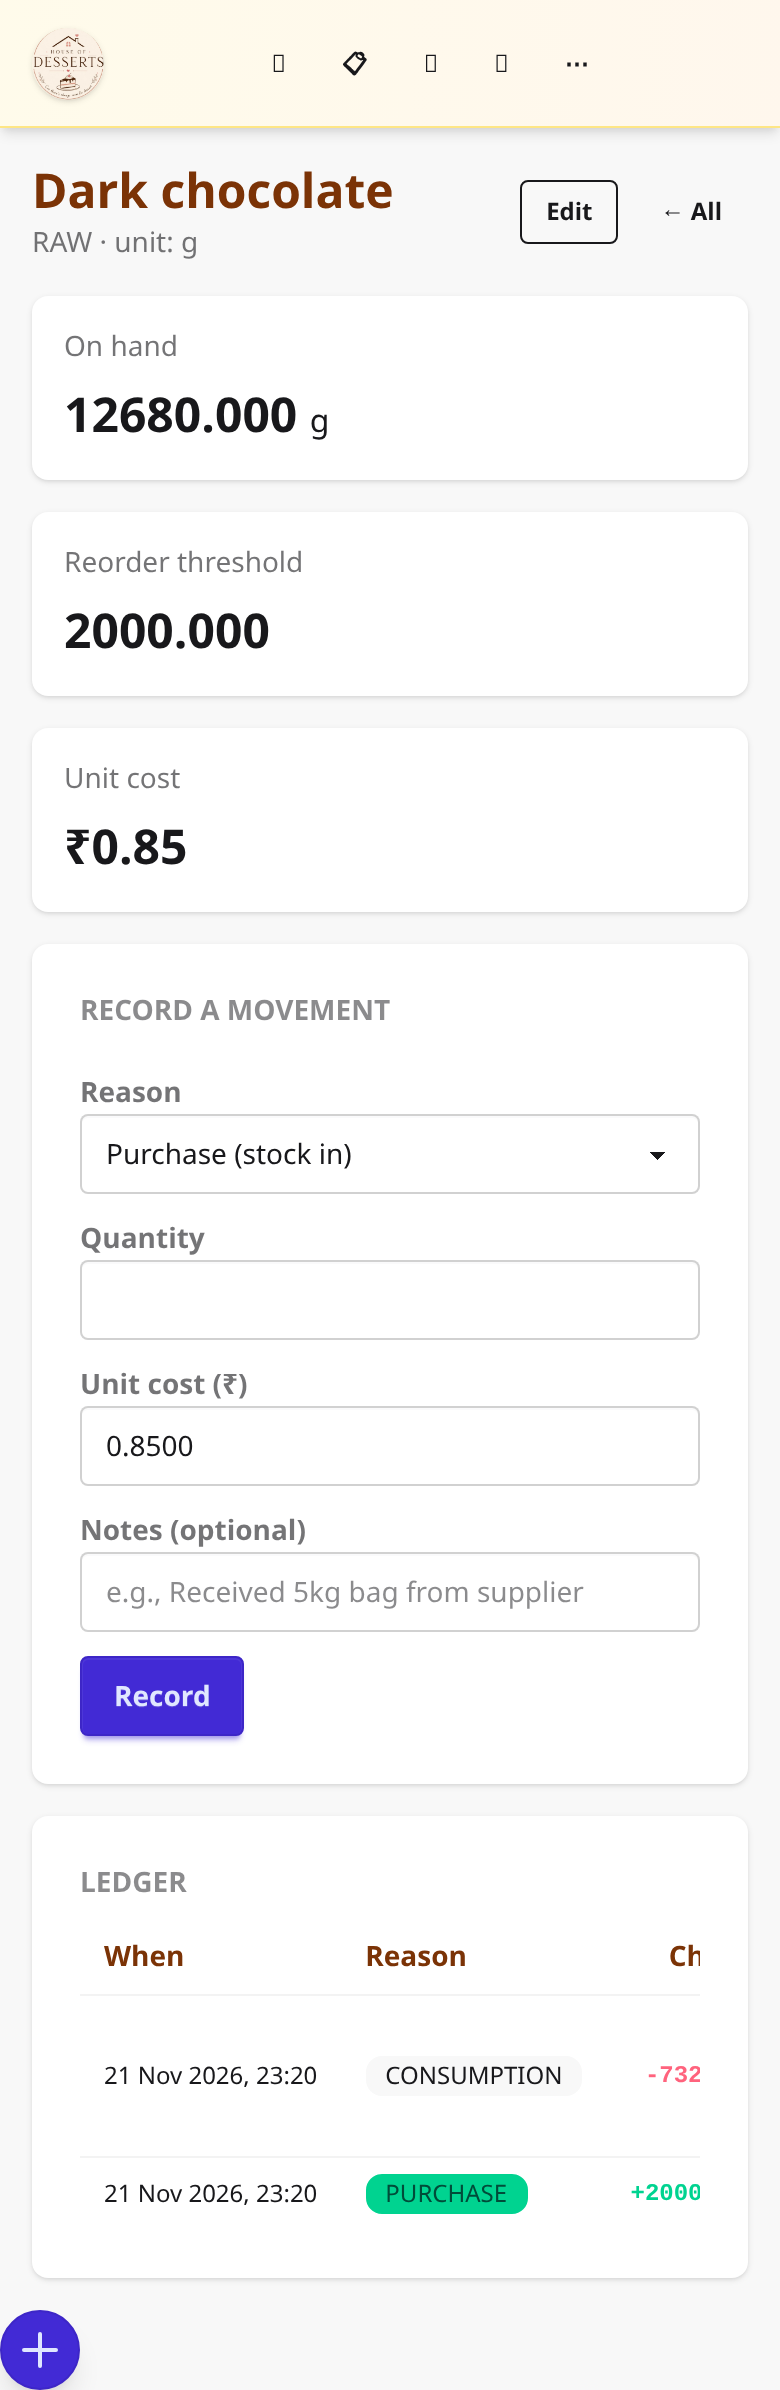 HOUSE OF
DESSERTS
...
Dark chocolate
RAW · unit: g
Edit
← All
On hand
12680.000 g
Reorder threshold
2000.000
Unit cost
₹0.85
RECORD A MOVEMENT
Reason
Purchase (stock in)
Quantity
Unit cost (₹)
0.8500
Notes (optional)
e.g., Received 5kg bag from supplier
Record
LEDGER
When Reason Ch
21 Nov 2026, 23:20 CONSUMPTION -732
21 Nov 2026, 23:20 PURCHASE +2000